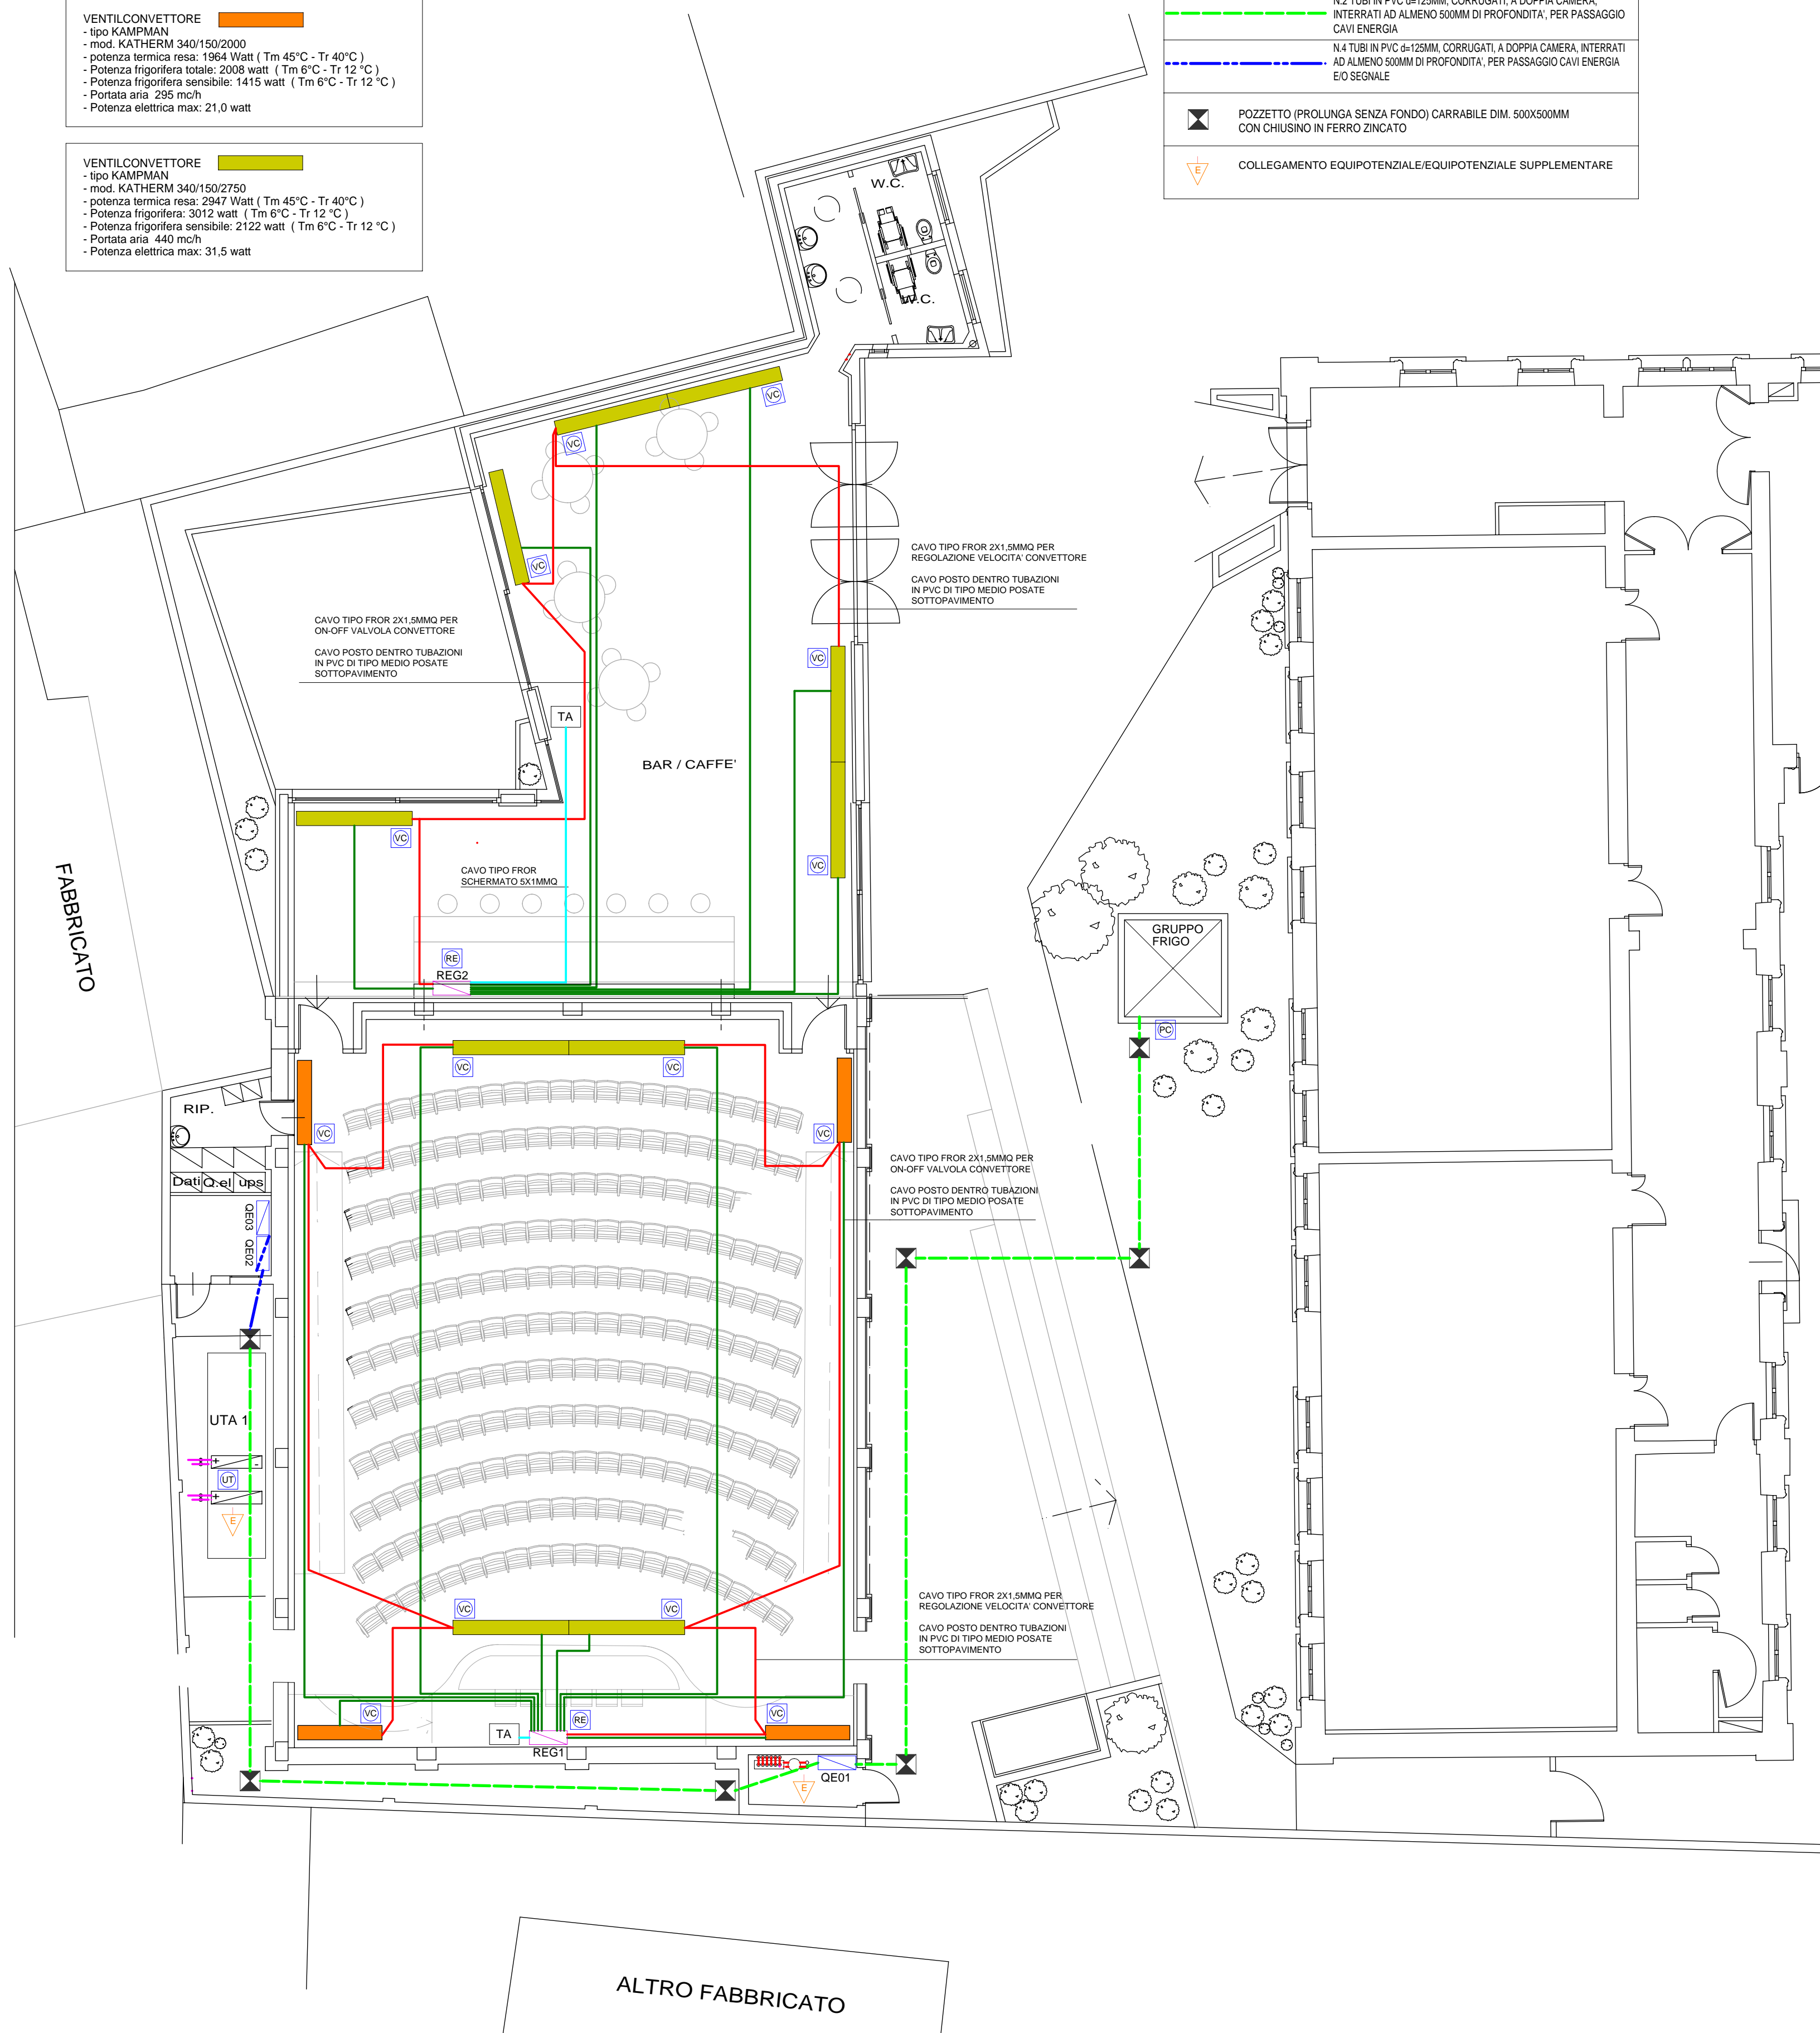 VENTILCONVETTORE
- tipo KAMPMAN
- mod. KATHERM 340/150/2000
- potenza termica resa: 1964 Watt ( Tm 45°C - Tr 40°C )
- Potenza frigorifera totale: 2008 watt ( Tm 6°C - Tr 12 °C )
- Potenza frigorifera sensibile: 1415 watt ( Tm 6°C - Tr 12 °C )
- Portata aria 295 mc/h
- Potenza elettrica max: 21,0 watt
VENTILCONVETTORE
- tipo KAMPMAN
- mod. KATHERM 340/150/2750
- potenza termica resa: 2947 Watt ( Tm 45°C - Tr 40°C )
- Potenza frigorifera: 3012 watt ( Tm 6°C - Tr 12 °C )
- Potenza frigorifera sensibile: 2122 watt ( Tm 6°C - Tr 12 °C )
- Portata aria 440 mc/h
- Potenza elettrica max: 31,5 watt
N.2 TUBI IN PVC d=125MM, CORRUGATI, A DOPPIA CAMERA,
INTERRATI AD ALMENO 500MM DI PROFONDITA', PER PASSAGGIO
CAVI ENERGIA
N.4 TUBI IN PVC d=125MM, CORRUGATI, A DOPPIA CAMERA, INTERRATI
AD ALMENO 500MM DI PROFONDITA', PER PASSAGGIO CAVI ENERGIA
E/O SEGNALE
POZZETTO (PROLUNGA SENZA FONDO) CARRABILE DIM. 500X500MM
CON CHIUSINO IN FERRO ZINCATO
E
COLLEGAMENTO EQUIPOTENZIALE/EQUIPOTENZIALE SUPPLEMENTARE
W.C.
W.C.
VC
VC
VC
CAVO TIPO FROR 2X1,5MMQ PER
REGOLAZIONE VELOCITA' CONVETTORE
CAVO POSTO DENTRO TUBAZIONI
IN PVC DI TIPO MEDIO POSATE
SOTTOPAVIMENTO
CAVO TIPO FROR 2X1,5MMQ PER
ON-OFF VALVOLA CONVETTORE
CAVO POSTO DENTRO TUBAZIONI
IN PVC DI TIPO MEDIO POSATE
SOTTOPAVIMENTO
VC
TA
BAR / CAFFE'
VC
VC
CAVO TIPO FROR
SCHERMATO 5X1MMQ
FABBRICATO
GRUPPO
FRIGO
RE
REG2
PC
VC
VC
RIP.
VC
VC
Dati Q.el ups
QE03
QE02
CAVO TIPO FROR 2X1,5MMQ PER
ON-OFF VALVOLA CONVETTORE
CAVO POSTO DENTRO TUBAZIONI
IN PVC DI TIPO MEDIO POSATE
SOTTOPAVIMENTO
UTA 1
+
-
UT
+
E
VC
VC
CAVO TIPO FROR 2X1,5MMQ PER
REGOLAZIONE VELOCITA' CONVETTORE
CAVO POSTO DENTRO TUBAZIONI
IN PVC DI TIPO MEDIO POSATE
SOTTOPAVIMENTO
VC
RE
VC
TA
REG1
QE01
E
ALTRO FABBRICATO